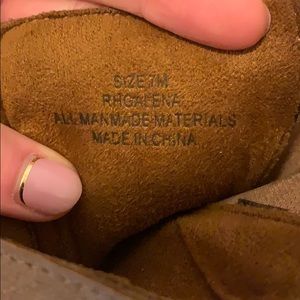 SIZE 7M
RHGALENA
ALL MANMADE MATERIALS
MADE IN CHINA